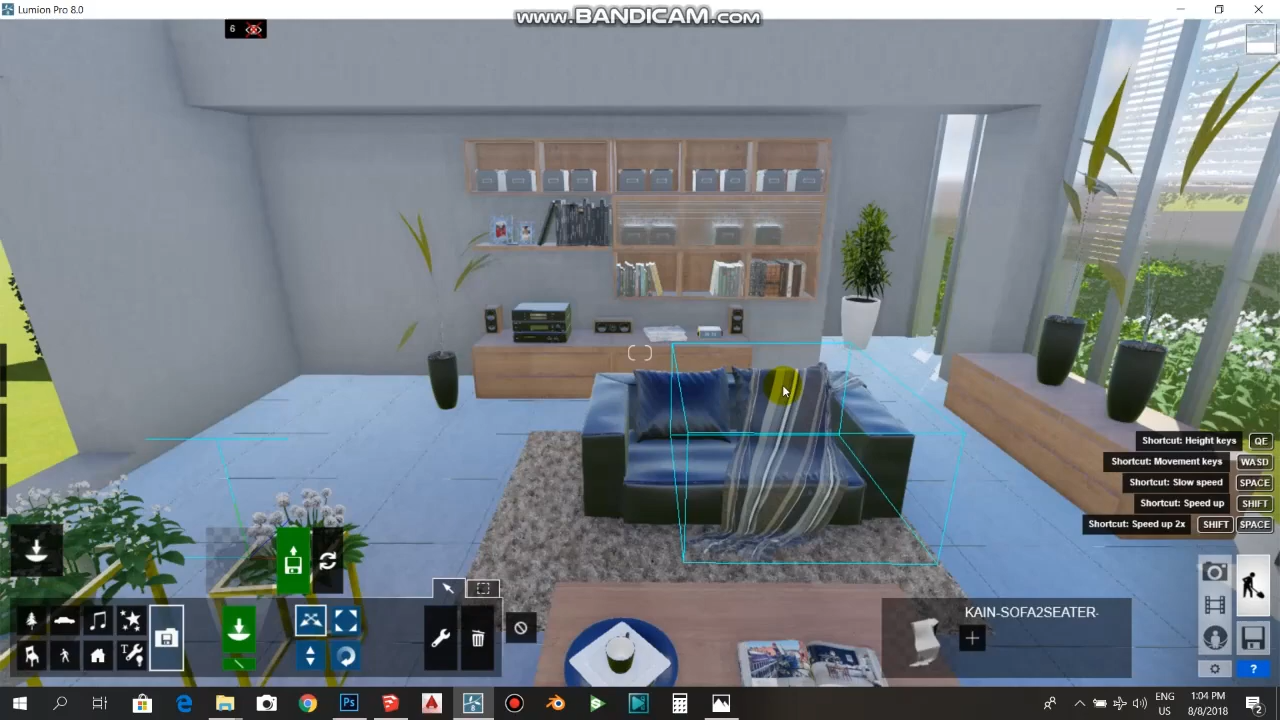 Lumion Pro 8.0
www.BANDICAM.com
6
Shortcut: Height keys QE
Shortcut: Movement keys WASD
Shortcut: Slow speed SPACE
Shortcut: Speed up SHIFT
Shortcut: Speed up 2x SHIFT SPACE
KAIN-SOFA2SEATER-
+
?
Ps
ENG
US
1:04 PM
8/8/2018
2